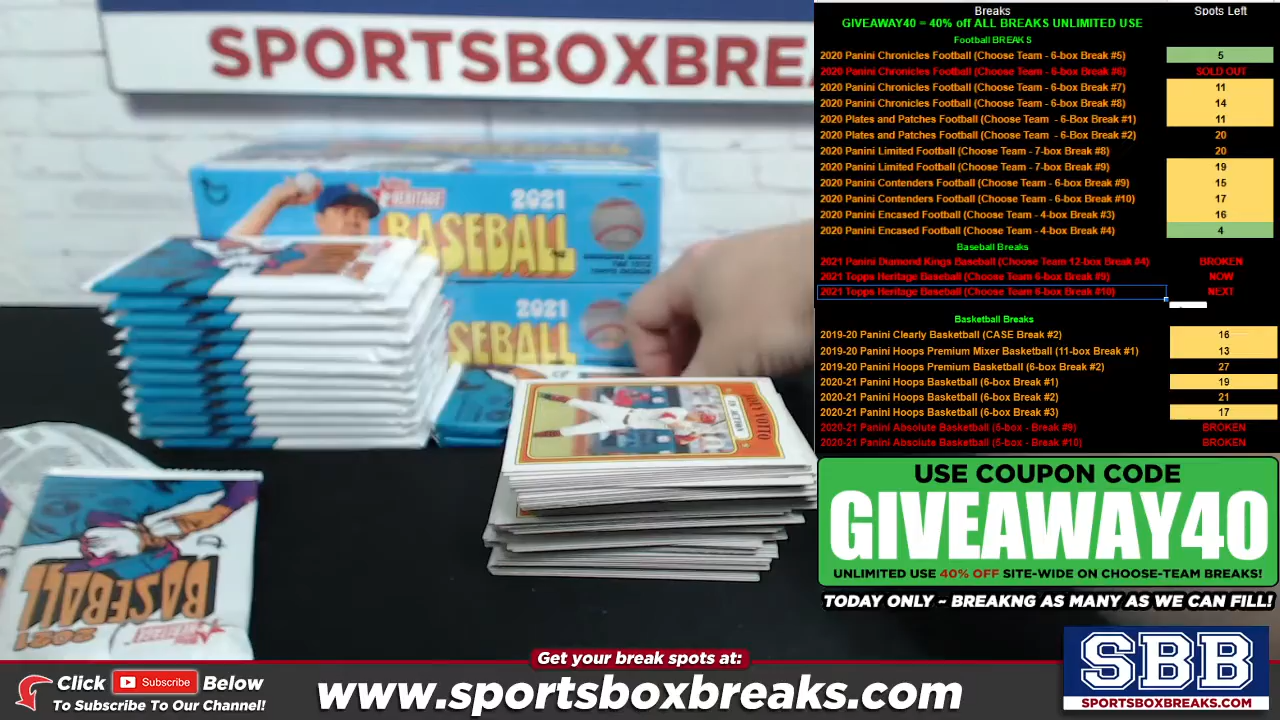 SPORTSBOXBREA
HERITAGE
2021
BASEBALL
2021
BASEBALL
JOEY VOTTO
BASEBALL
2021
Breaks Spots Left
GIVEAWAY40 = 40% off ALL BREAKS UNLIMITED USE
Football BREAKS
2020 Panini Chronicles Football (Choose Team - 6-box Break #5) 5
2020 Panini Chronicles Football (Choose Team - 6-box Break #6) SOLD OUT
2020 Panini Chronicles Football (Choose Team - 6-box Break #7) 11
2020 Panini Chronicles Football (Choose Team - 6-box Break #8) 14
2020 Plates and Patches Football (Choose Team - 6-Box Break #1) 11
2020 Plates and Patches Football (Choose Team - 6-Box Break #2) 20
2020 Panini Limited Football (Choose Team - 7-box Break #8) 20
2020 Panini Limited Football (Choose Team - 7-box Break #9) 19
2020 Panini Contenders Football (Choose Team - 6-box Break #9) 15
2020 Panini Contenders Football (Choose Team - 6-box Break #10) 17
2020 Panini Encased Football (Choose Team - 4-box Break #3) 16
2020 Panini Encased Football (Choose Team - 4-box Break #4) 4
Baseball Breaks
2021 Panini Diamond Kings Baseball (Choose Team 12-box Break #4) BROKEN
2021 Topps Heritage Baseball (Choose Team 6-box Break #9) NOW
2021 Topps Heritage Baseball (Choose Team 6-box Break #10) NEXT
Basketball Breaks
2019-20 Panini Clearly Basketball (CASE Break #2) 16
2019-20 Panini Hoops Premium Mixer Basketball (11-box Break #1) 13
2019-20 Panini Hoops Premium Basketball (6-box Break #2) 27
2020-21 Panini Hoops Basketball (6-box Break #1) 19
2020-21 Panini Hoops Basketball (6-box Break #2) 21
2020-21 Panini Hoops Basketball (6-box Break #3) 17
2020-21 Panini Absolute Basketball (5-box - Break #9) BROKEN
2020-21 Panini Absolute Basketball (5-box - Break #10) BROKEN
USE COUPON CODE
GIVEAWAY40
UNLIMITED USE 40% OFF SITE-WIDE ON CHOOSE-TEAM BREAKS!
TODAY ONLY ~ BREAKNG AS MANY AS WE CAN FILL!
Get your break spots at:
Click Subscribe Below
To Subscribe To Our Channel!
www.sportsboxbreaks.com
SBB
SPORTSBOXBREAKS.COM